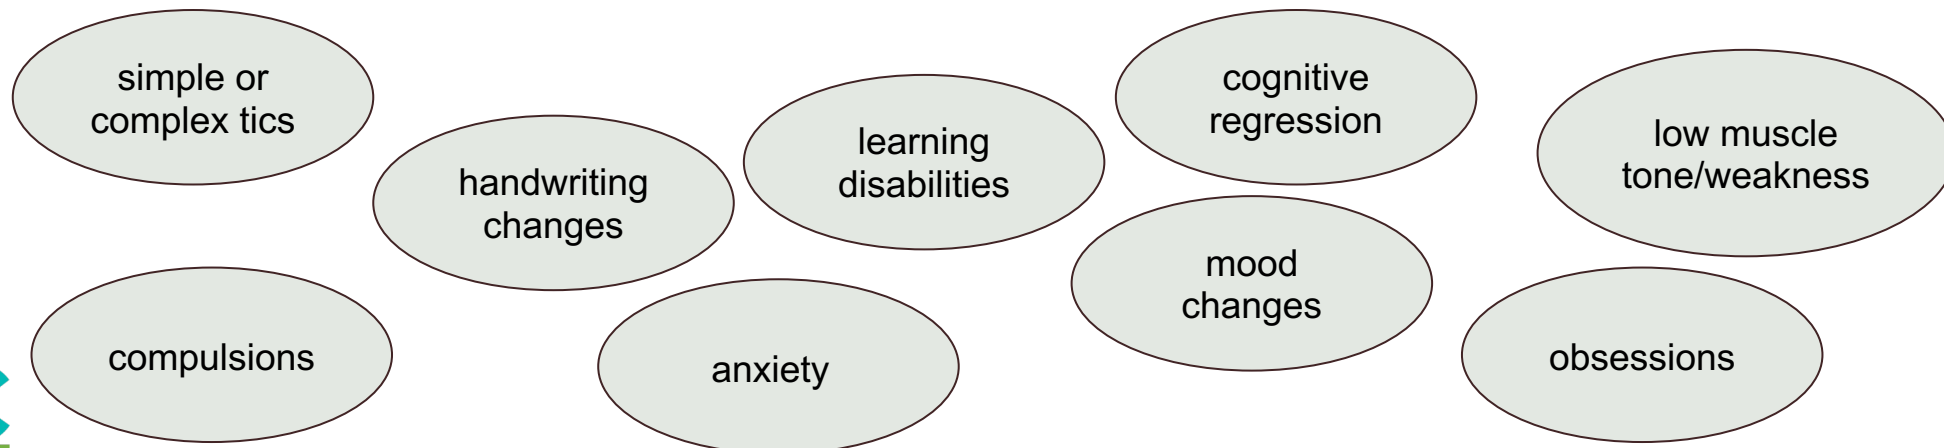 simple or
complex tics
handwriting
changes
learning
disabilities
cognitive
regression
low muscle
tone/weakness
compulsions
anxiety
mood
changes
obsessions